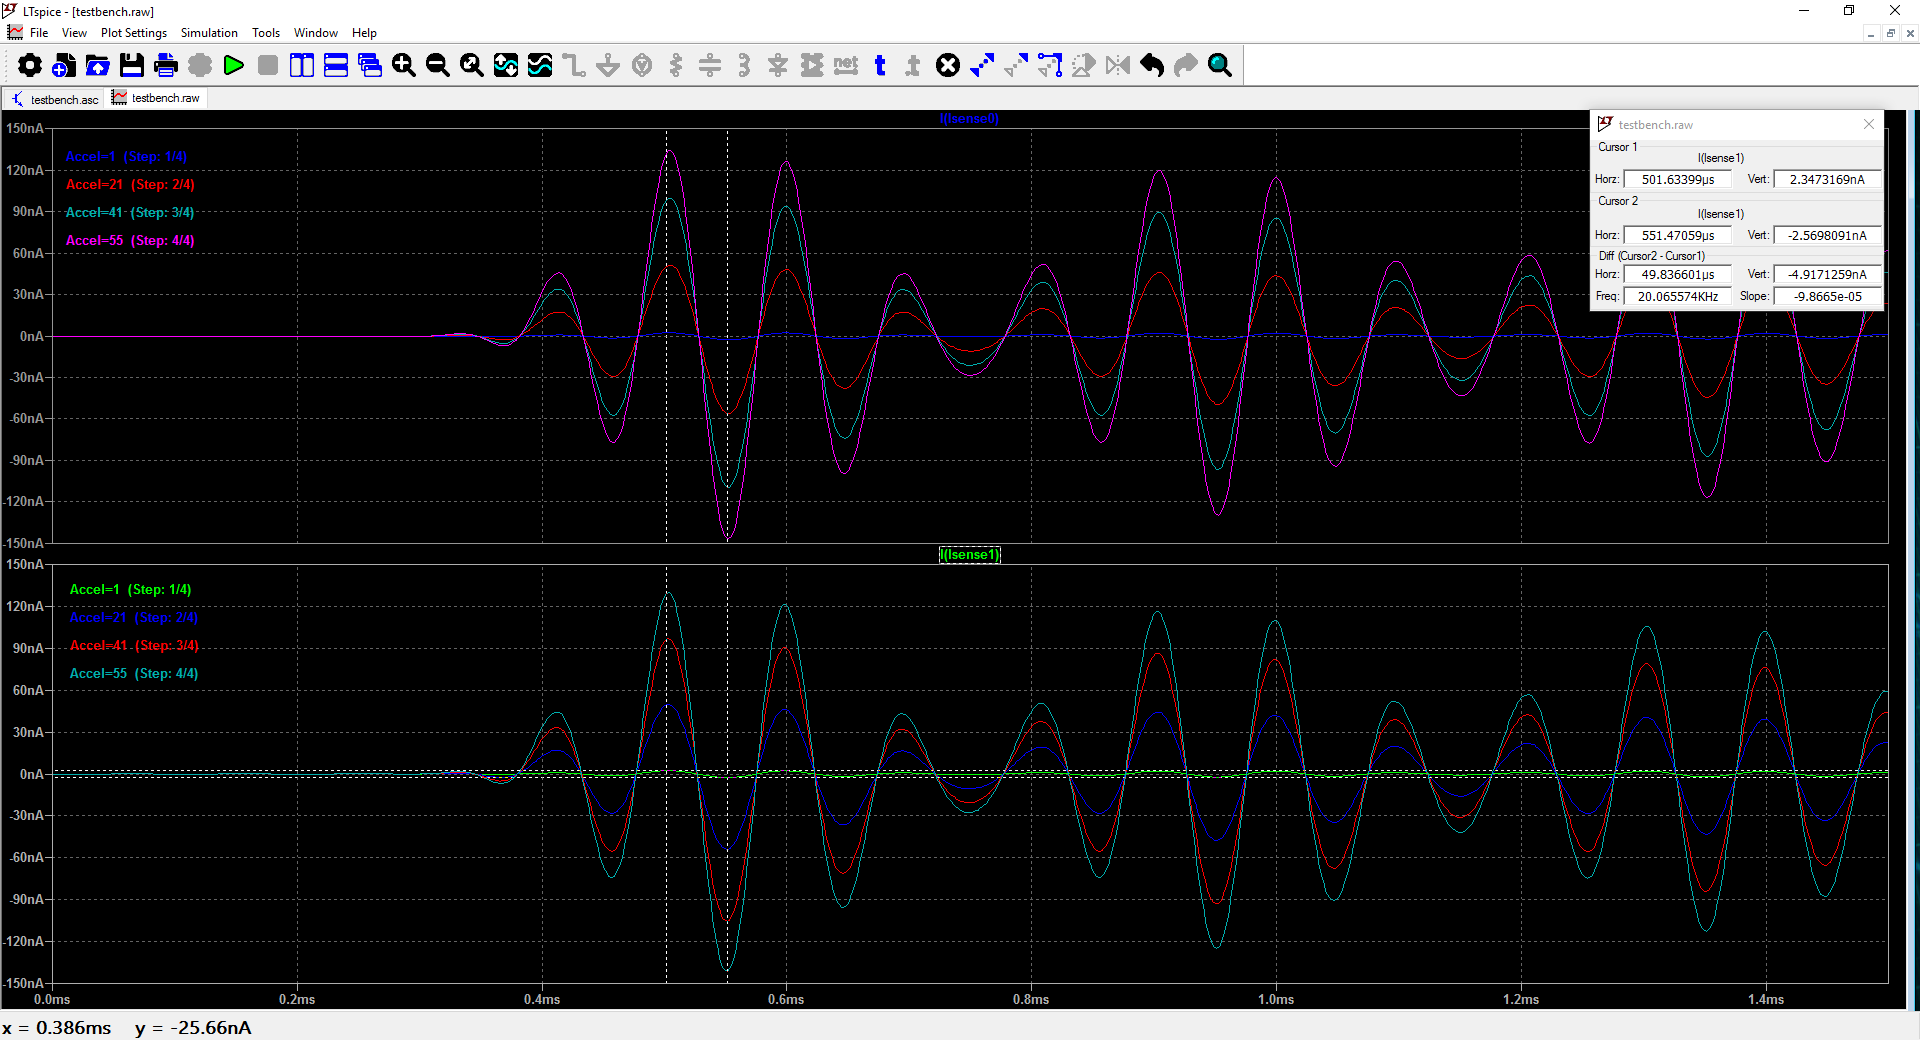 LTspice - [testbench.raw]
File View Plot Settings Simulation Tools Window Help
net t t
testbench.asc testbench.raw
I(Isense0)
150nA
120nA
90nA
60nA
30nA
0nA
-30nA
-60nA
-90nA
-120nA
-150nA
Accel=1 (Step: 1/4)
Accel=21 (Step: 2/4)
Accel=41 (Step: 3/4)
Accel=55 (Step: 4/4)
testbench.raw
Cursor 1
I(Isense1)
Horz: 501.63399µs Vert: 2.3473169nA
Cursor 2
I(Isense1)
Horz: 551.47059µs Vert: -2.5698091nA
Diff (Cursor2 - Cursor1)
Horz: 49.836601µs Vert: -4.9171259nA
Freq: 20.065574KHz Slope: -9.8665e-05
I(Isense1)
150nA
120nA
90nA
60nA
30nA
0nA
-30nA
-60nA
-90nA
-120nA
-150nA
Accel=1 (Step: 1/4)
Accel=21 (Step: 2/4)
Accel=41 (Step: 3/4)
Accel=55 (Step: 4/4)
0.0ms 0.2ms 0.4ms 0.6ms 0.8ms 1.0ms 1.2ms 1.4ms
x = 0.386ms y = -25.66nA